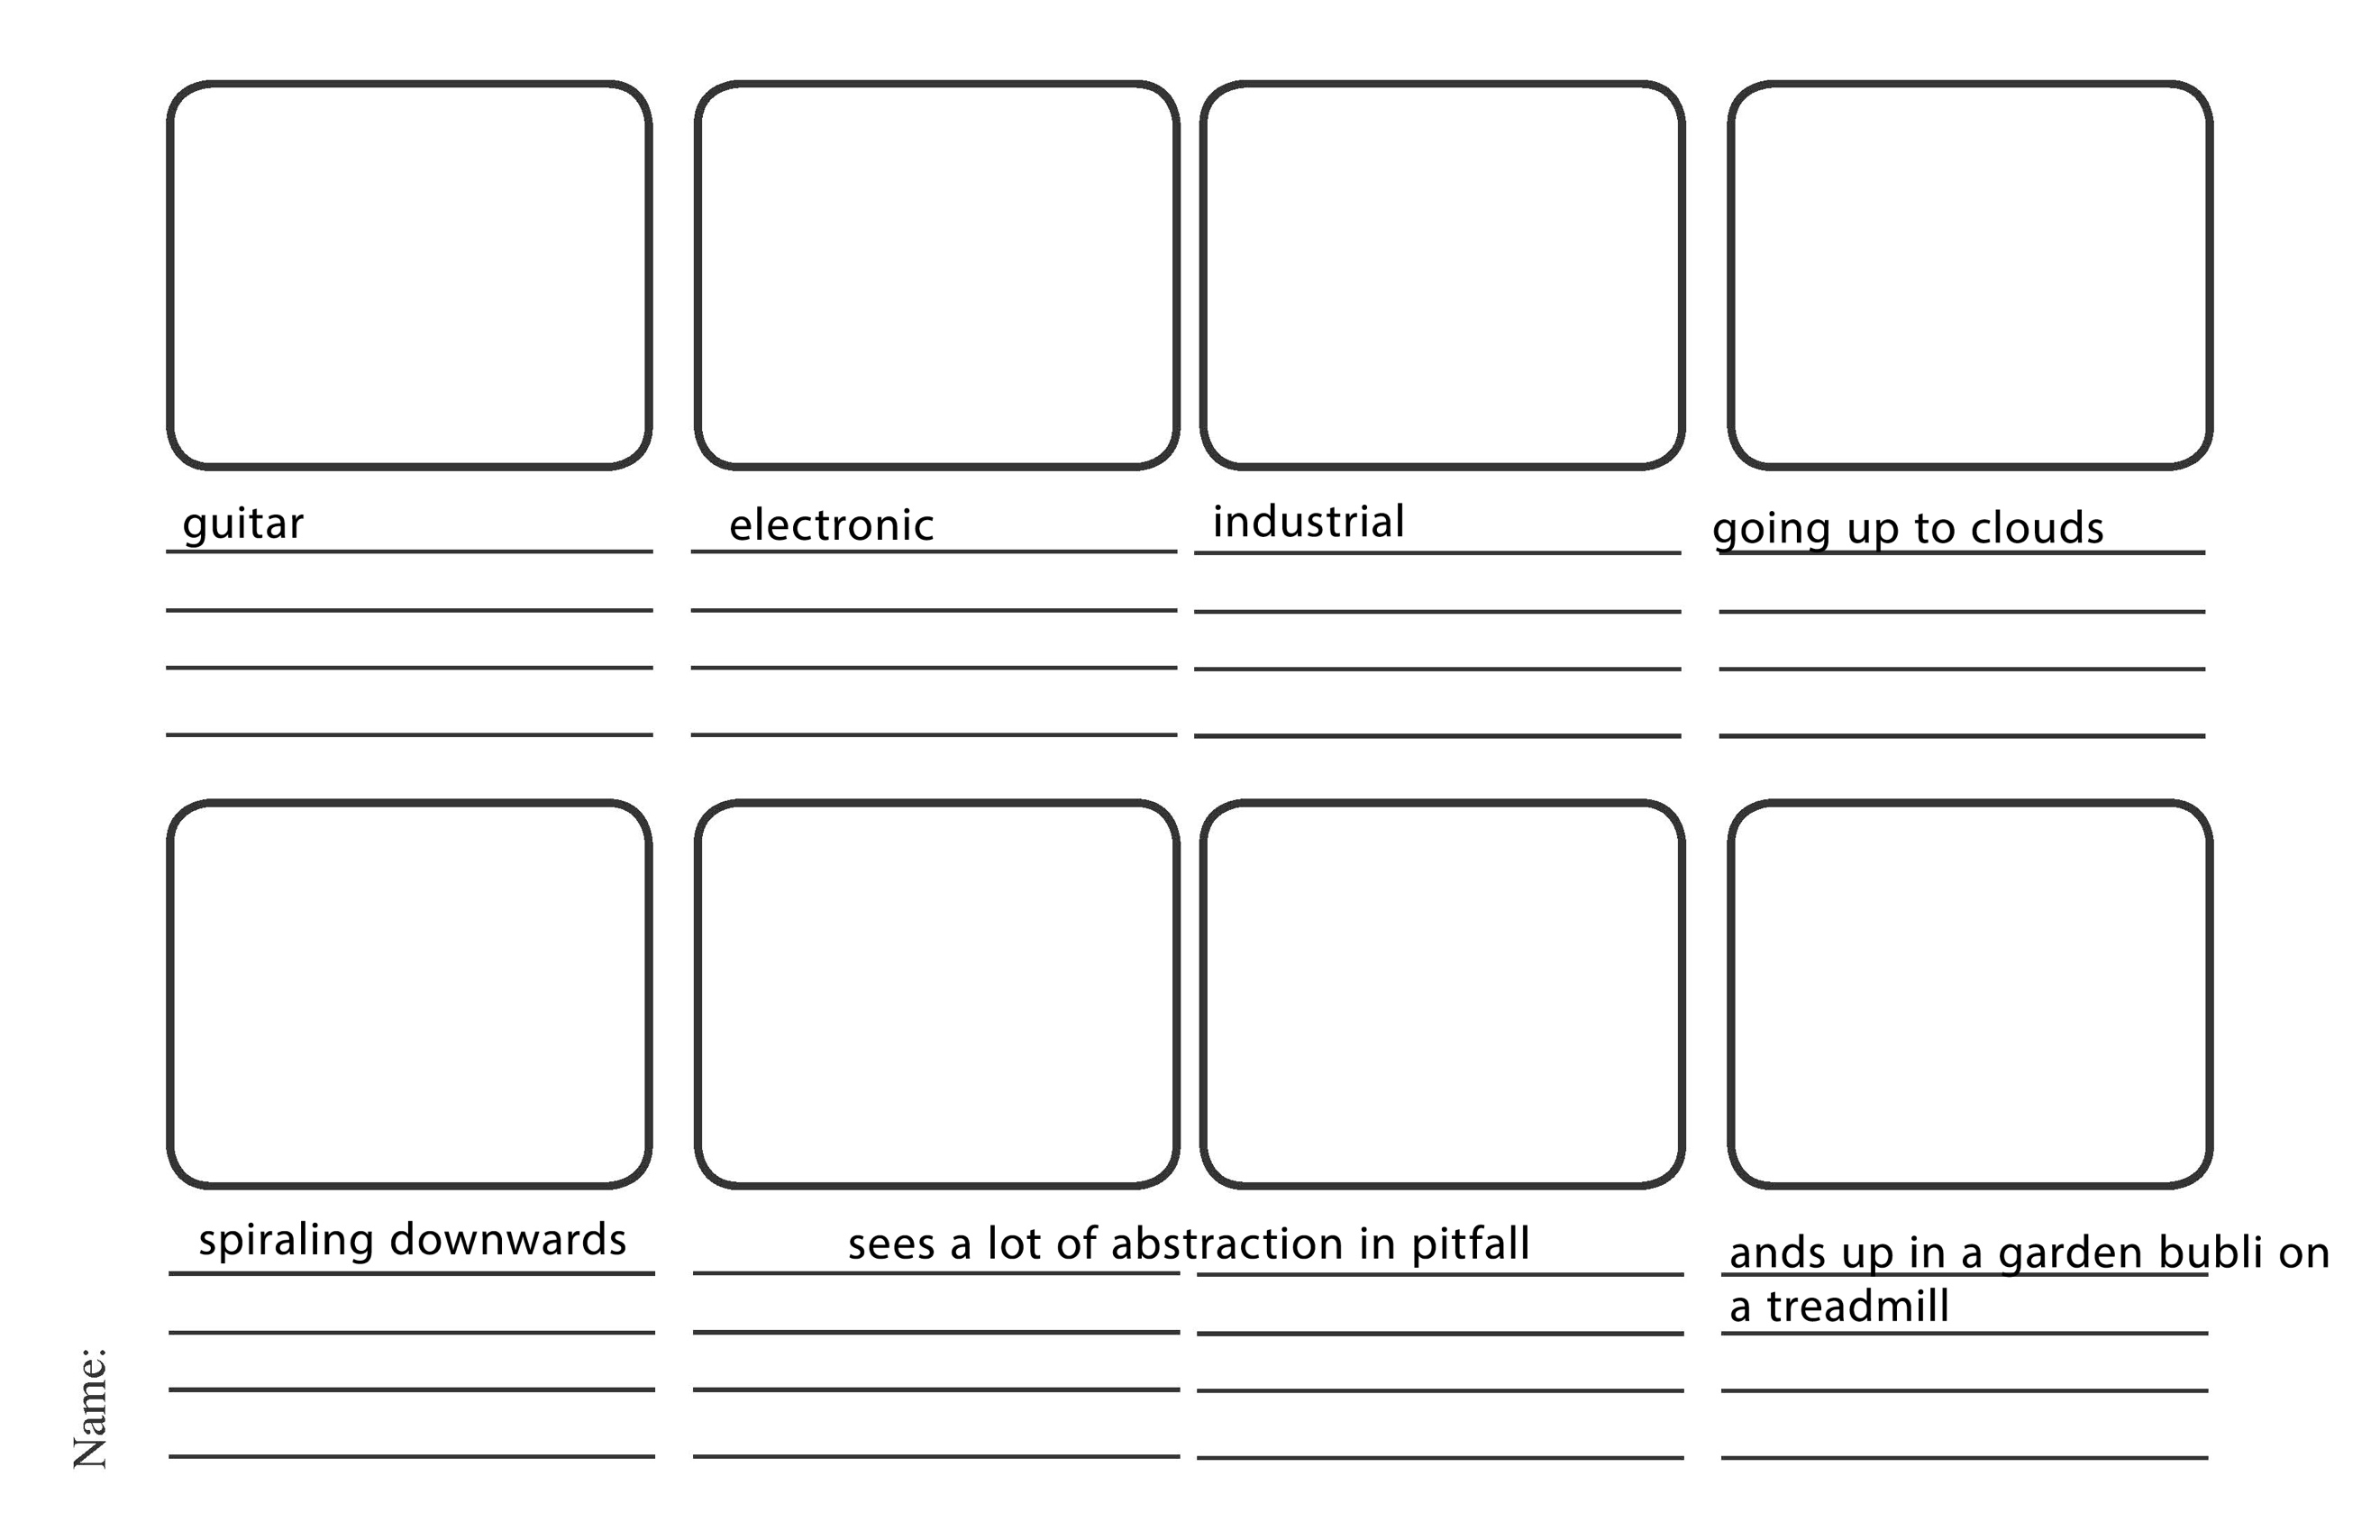 guitar
electronic
industrial
going up to clouds
spiraling downwards
sees a lot of abstraction in pitfall
ands up in a garden bubli on
a treadmill
Name: